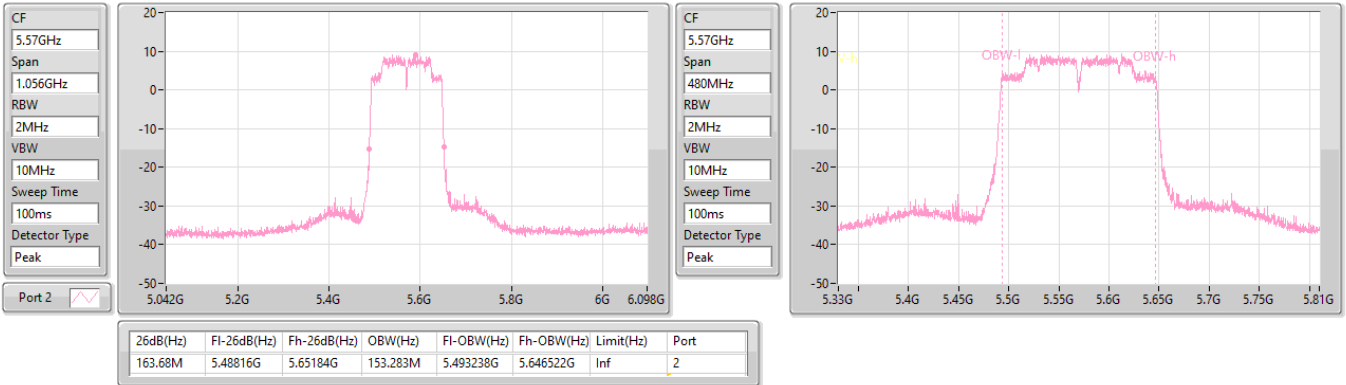 CF
5.57GHz
Span
1.056GHz
RBW
2MHz
VBW
10MHz
Sweep Time
100ms
Detector Type
Peak
Port 2
20-
10-
0-
-10-
-20-
-30-
-40-
-50-
5.042G 5.2G 5.4G 5.6G 5.8G 6G 6.098G
CF
5.57GHz
Span
480MHz
RBW
2MHz
VBW
10MHz
Sweep Time
100ms
Detector Type
Peak
20-
10-
0-
-10-
-20-
-30-
-40-
-50-
OBW-l OBW-h
5.33G 5.4G 5.45G 5.5G 5.55G 5.6G 5.65G 5.7G 5.75G 5.81G
26dB(Hz) Fl-26dB(Hz) Fh-26dB(Hz) OBW(Hz) Fl-OBW(Hz) Fh-OBW(Hz) Limit(Hz) Port
163.68M 5.48816G 5.65184G 153.283M 5.493238G 5.646522G Inf 2